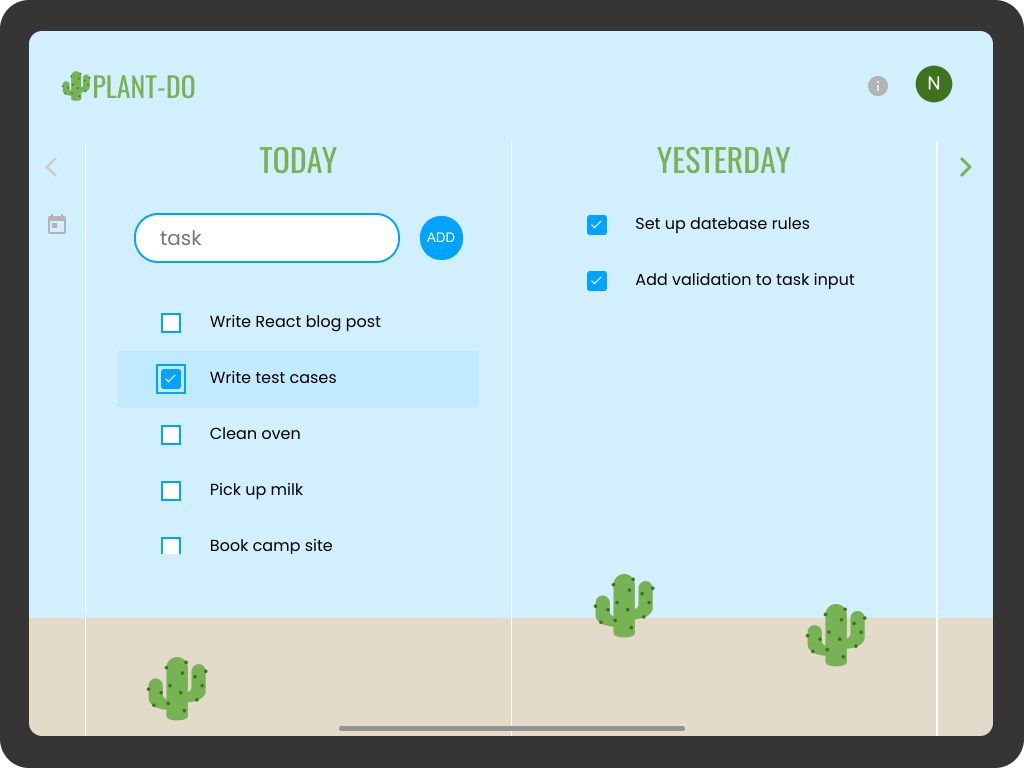 PLANT-DO
N
TODAY
task
ADD
Write React blog post
Write test cases
Clean oven
Pick up milk
Book camp site
YESTERDAY
Set up datebase rules
Add validation to task input